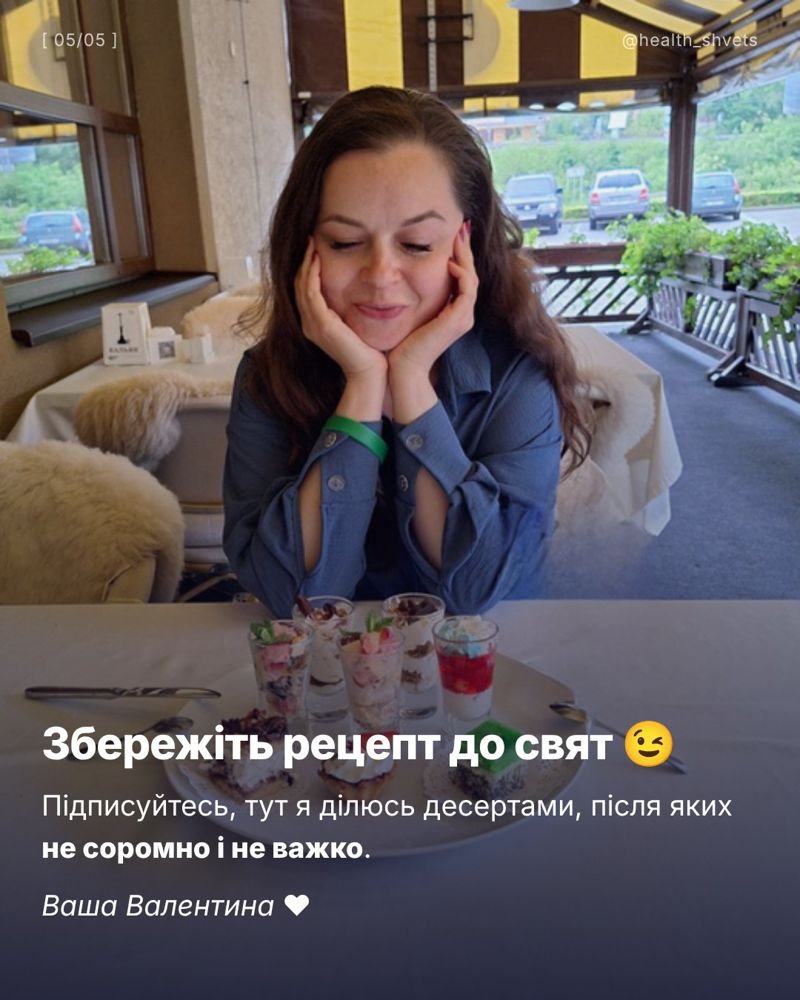 [ 05/05 ]
@health_shvets
КАЛЬЯН
Збережіть рецепт до свят 😉
Підписуйтесь, тут я ділюсь десертами, після яких
не соромно і не важко.
Ваша Валентина ♥